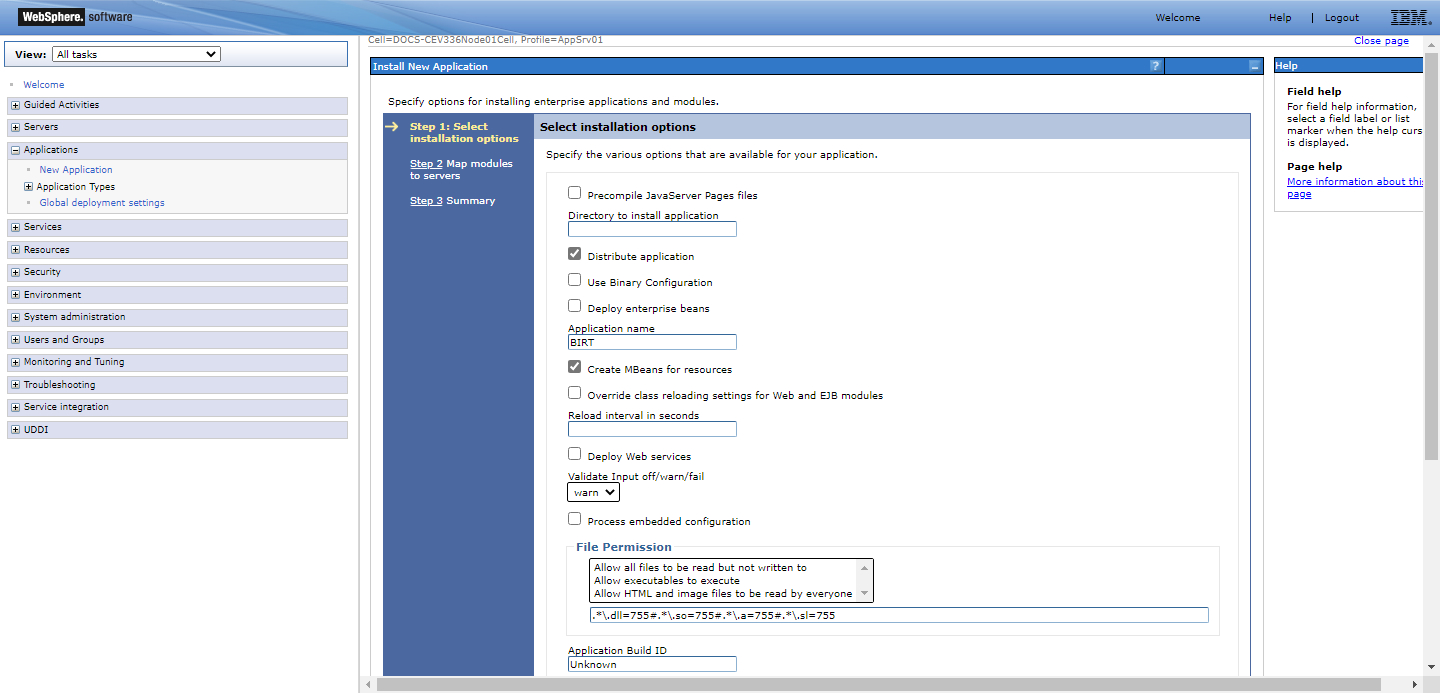 WebSphere. software
Welcome
Help | Logout
IBM.
View: All tasks
Welcome
Guided Activities
Servers
Applications
New Application
Application Types
Global deployment settings
Services
Resources
Security
Environment
System administration
Users and Groups
Monitoring and Tuning
Troubleshooting
Service integration
UDDI
Cell=DOCS-CEV336Node01Cell, Profile=AppSrv01
Close page
Install New Application
?
Specify options for installing enterprise applications and modules.
Step 1: Select
installation options
Step 2 Map modules
to servers
Step 3 Summary
Select installation options
Specify the various options that are available for your application.
Precompile JavaServer Pages files
Directory to install application
Distribute application
Use Binary Configuration
Deploy enterprise beans
Application name
BIRT
Create MBeans for resources
Override class reloading settings for Web and EJB modules
Reload interval in seconds
Deploy Web services
Validate Input off/warn/fail
warn
Process embedded configuration
File Permission
Allow all files to be read but not written to
Allow executables to execute
Allow HTML and image files to be read by everyone
.*\.dll=755#.*\.so=755#.*\.a=755#.*\.sl=755
Application Build ID
Unknown
Help
Field help
For field help information,
select a field label or list
marker when the help curs
is displayed.
Page help
More information about this
page